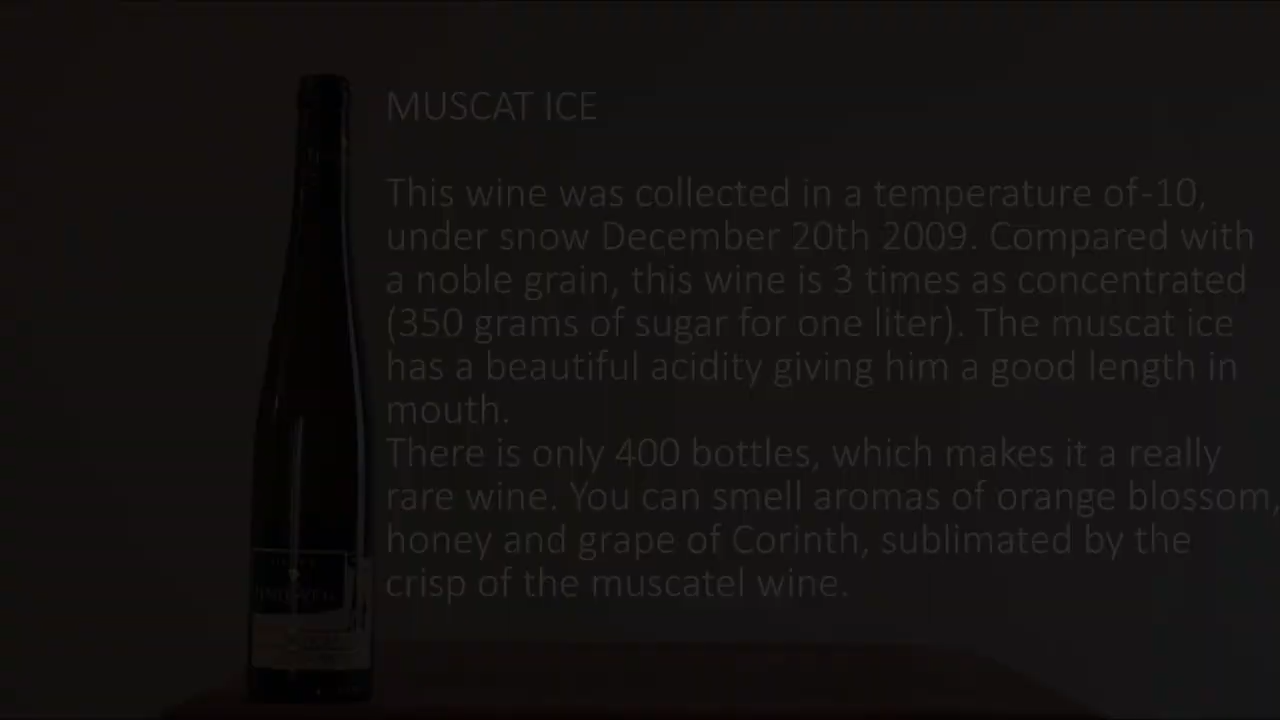 MUSCAT ICE
This wine was collected in a temperature of -10,
under snow December 20th 2009. Compared with
a noble grain, this wine is 3 times as concentrated
(350 grams of sugar for one liter). The muscat ice
has a beautiful acidity giving him a good length in
mouth.
There is only 400 bottles, which makes it a really
rare wine. You can smell aromas of orange blossom,
honey and grape of Corinth, sublimated by the
crisp of the muscatel wine.